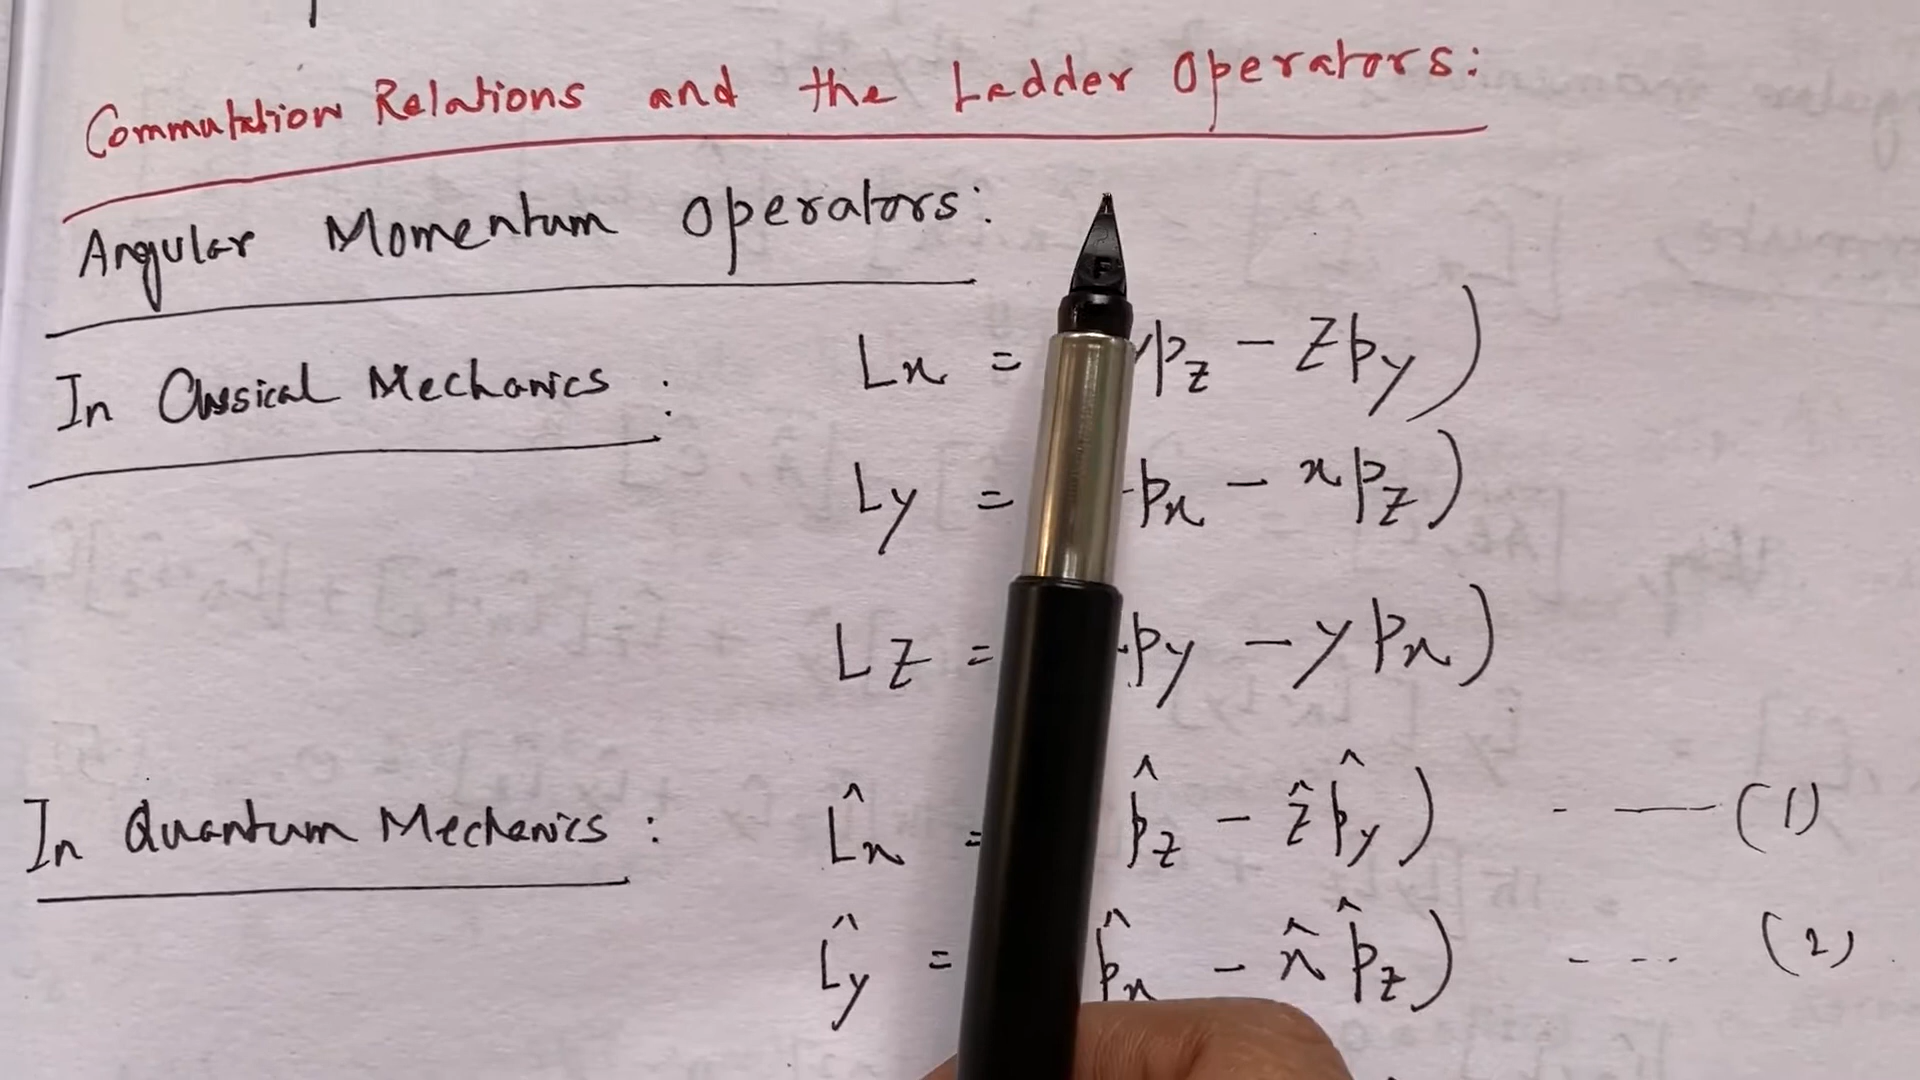 Commutation Relations and the Ladder Operators:
Angular Momentum Operators:
In Classical Mechanics : Lx = ypz - zpy)
Ly = px - xpz)
Lz = py - ypx)
In Quantum Mechanics : L̂x = p̂z - ẑp̂y) - — (1)
L̂y = p̂x - x̂p̂z) - --- (2)